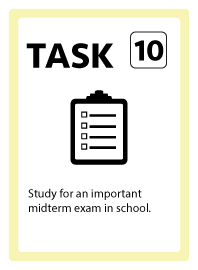 TASK 10
Study for an important
midterm exam in school.